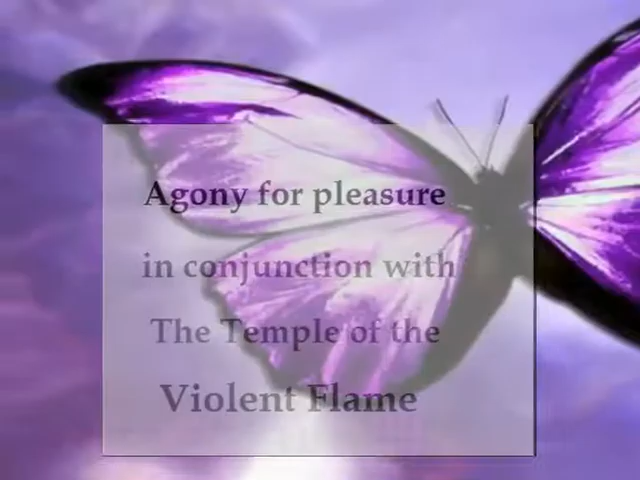 Agony for pleasure
in conjunction with
The Temple of the
Violent Flame